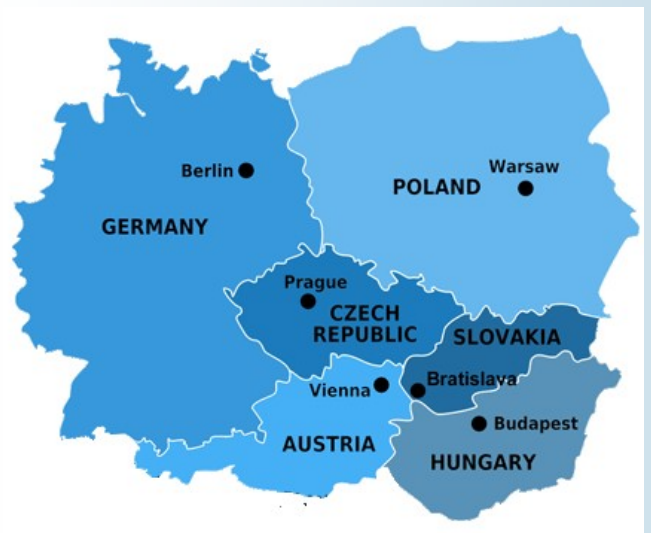 Warsaw
Berlin
POLAND
GERMANY
Prague
CZECH
REPUBLIC
SLOVAKIA
Bratislava
Vienna
Budapest
AUSTRIA
HUNGARY